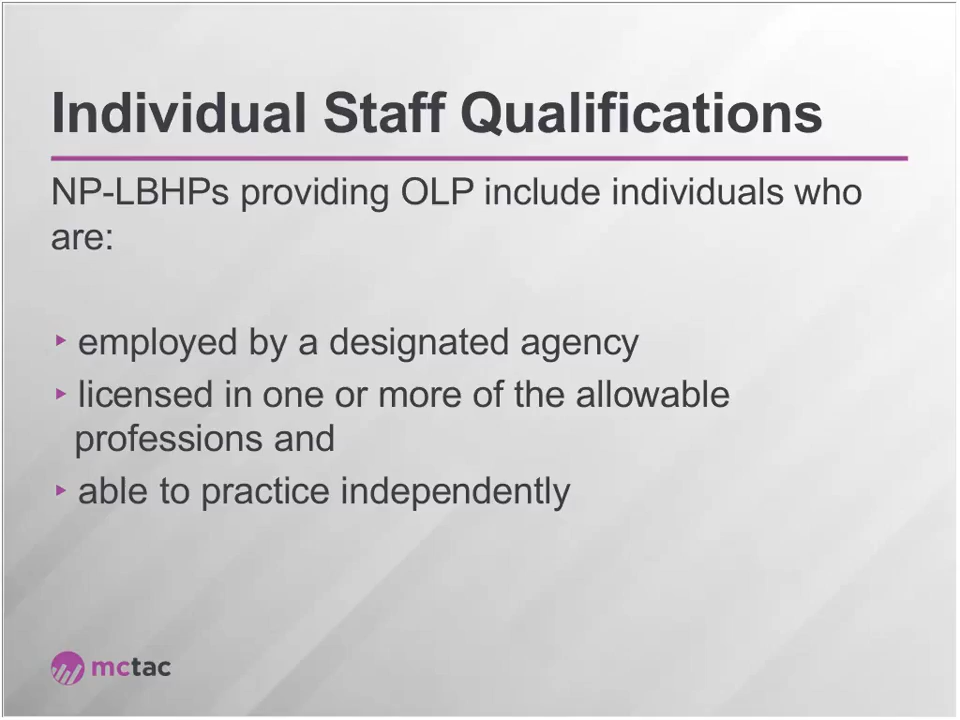 Individual Staff Qualifications
NP-LBHPs providing OLP include individuals who
are:
‣ employed by a designated agency
‣ licensed in one or more of the allowable
professions and
‣ able to practice independently
mctac